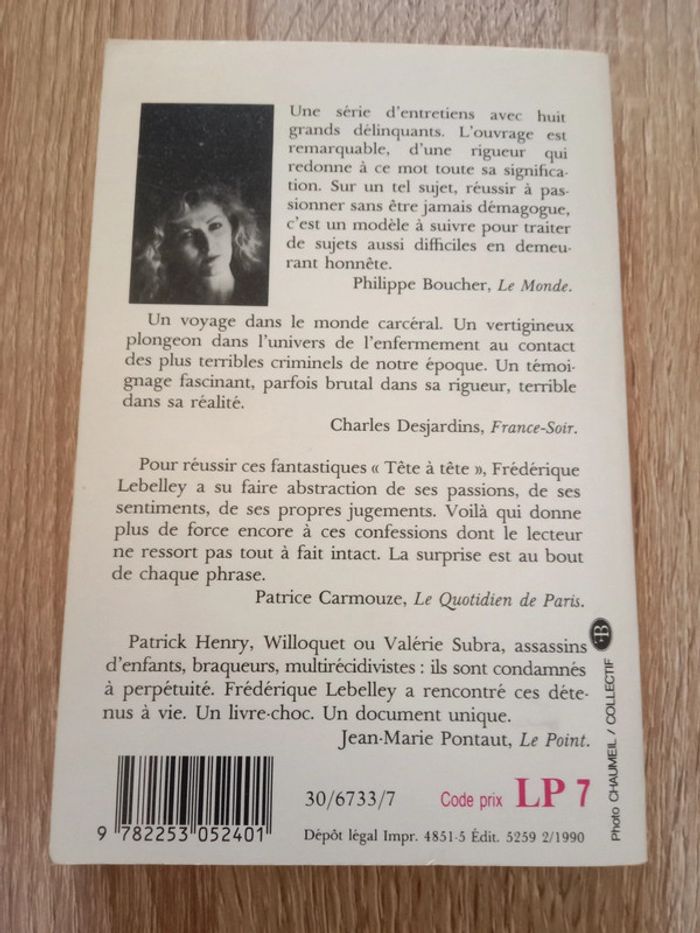 Une série d'entretiens avec huit
grands délinquants. L'ouvrage est
remarquable, d'une rigueur qui
redonne à ce mot toute sa significa-
tion. Sur un tel sujet, réussir à pas-
sionner sans être jamais démagogue,
c'est un modèle à suivre pour traiter
de sujets aussi difficiles en demeu-
rant honnête.
Philippe Boucher, Le Monde.
Un voyage dans le monde carcéral. Un vertigineux
plongeon dans l'univers de l'enfermement au contact
des plus terribles criminels de notre époque. Un témoi-
gnage fascinant, parfois brutal dans sa rigueur, terrible
dans sa réalité.
Charles Desjardins, France-Soir.
Pour réussir ces fantastiques « Tête à tête », Frédérique
Lebelley a su faire abstraction de ses passions, de ses
sentiments, de ses propres jugements. Voilà qui donne
plus de force encore à ces confessions dont le lecteur
ne ressort pas tout à fait intact. La surprise est au bout
de chaque phrase.
Patrice Carmouze, Le Quotidien de Paris.
Patrick Henry, Willoquet ou Valérie Subra, assassins
d'enfants, braqueurs, multirécidivistes : ils sont condamnés
à perpétuité. Frédérique Lebelley a rencontré ces déte-
nus à vie. Un livre-choc. Un document unique.
Jean-Marie Pontaut, Le Point.
B
Photo CHAUMEIL / COLLECTIF
30/6733/7
Code prix LP 7
9 782253 052401
Dépôt légal Impr. 4851-5 Édit. 5259 2/1990